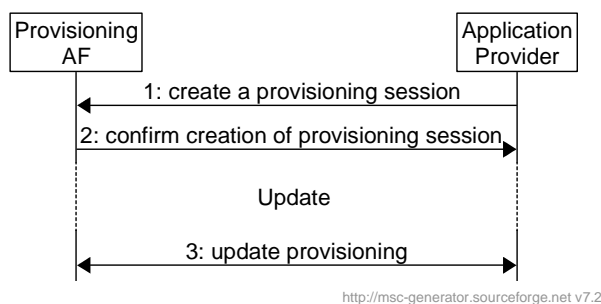 Provisioning
AF
Application
Provider
1: create a provisioning session
2: confirm creation of provisioning session
Update
3: update provisioning
http://msc-generator.sourceforge.net v7.2